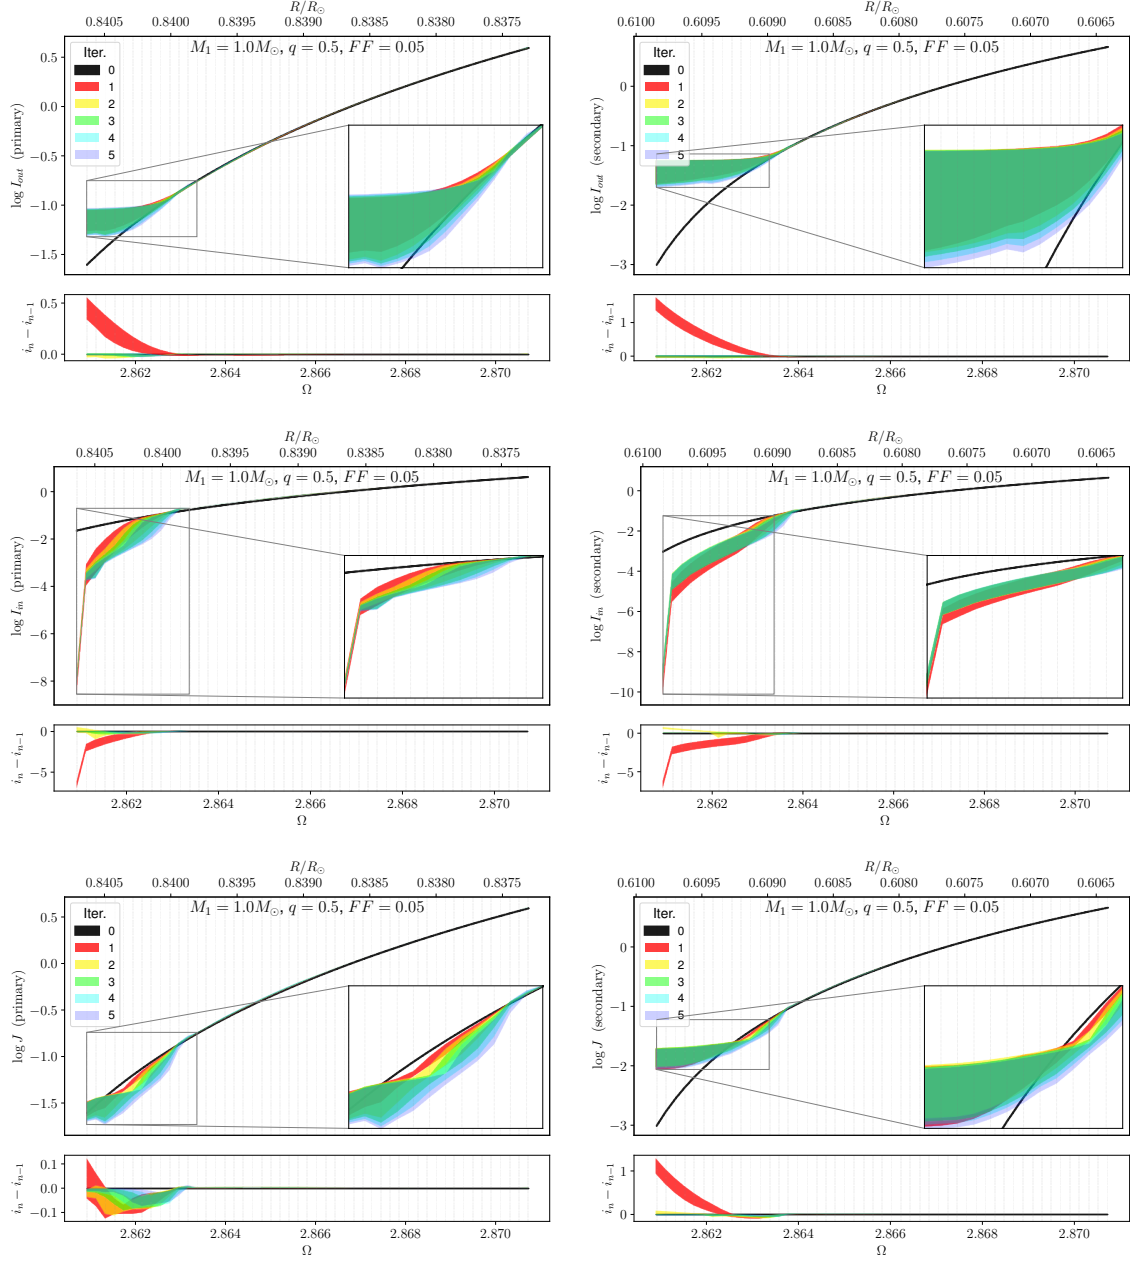 R/R⊙ R/R⊙
0.8405 0.8400 0.8395 0.8390 0.8385 0.8380 0.8375 0.6100 0.6095 0.6090 0.6085 0.6080 0.6075 0.6070 0.6065
M₁ = 1.0M⊙, q = 0.5, FF = 0.05 M₁ = 1.0M⊙, q = 0.5, FF = 0.05
Iter. Iter.
0 0
1 1
2 2
3 3
4 4
5 5
log I_out (primary) log I_out (secondary)
0.5 0.0 −0.5 −1.0 −1.5 0 −1 −2 −3
i_n − i_{n−1} i_n − i_{n−1}
0.5 0.0 1 0
2.862 2.864 2.866 2.868 2.870 2.862 2.864 2.866 2.868 2.870
Ω Ω
R/R⊙ R/R⊙
0.8405 0.8400 0.8395 0.8390 0.8385 0.8380 0.8375 0.6100 0.6095 0.6090 0.6085 0.6080 0.6075 0.6070 0.6065
M₁ = 1.0M⊙, q = 0.5, FF = 0.05 M₁ = 1.0M⊙, q = 0.5, FF = 0.05
log I_in (primary) log I_in (secondary)
0 −2 −4 −6 −8 0 −2 −4 −6 −8 −10
i_n − i_{n−1} i_n − i_{n−1}
0 −5 0 −5
2.862 2.864 2.866 2.868 2.870 2.862 2.864 2.866 2.868 2.870
Ω Ω
R/R⊙ R/R⊙
0.8405 0.8400 0.8395 0.8390 0.8385 0.8380 0.8375 0.6100 0.6095 0.6090 0.6085 0.6080 0.6075 0.6070 0.6065
M₁ = 1.0M⊙, q = 0.5, FF = 0.05 M₁ = 1.0M⊙, q = 0.5, FF = 0.05
Iter. Iter.
0 0
1 1
2 2
3 3
4 4
5 5
log J (primary) log J (secondary)
0.5 0.0 −0.5 −1.0 −1.5 0 −1 −2 −3
i_n − i_{n−1} i_n − i_{n−1}
0.1 0.0 −0.1 1 0
2.862 2.864 2.866 2.868 2.870 2.862 2.864 2.866 2.868 2.870
Ω Ω